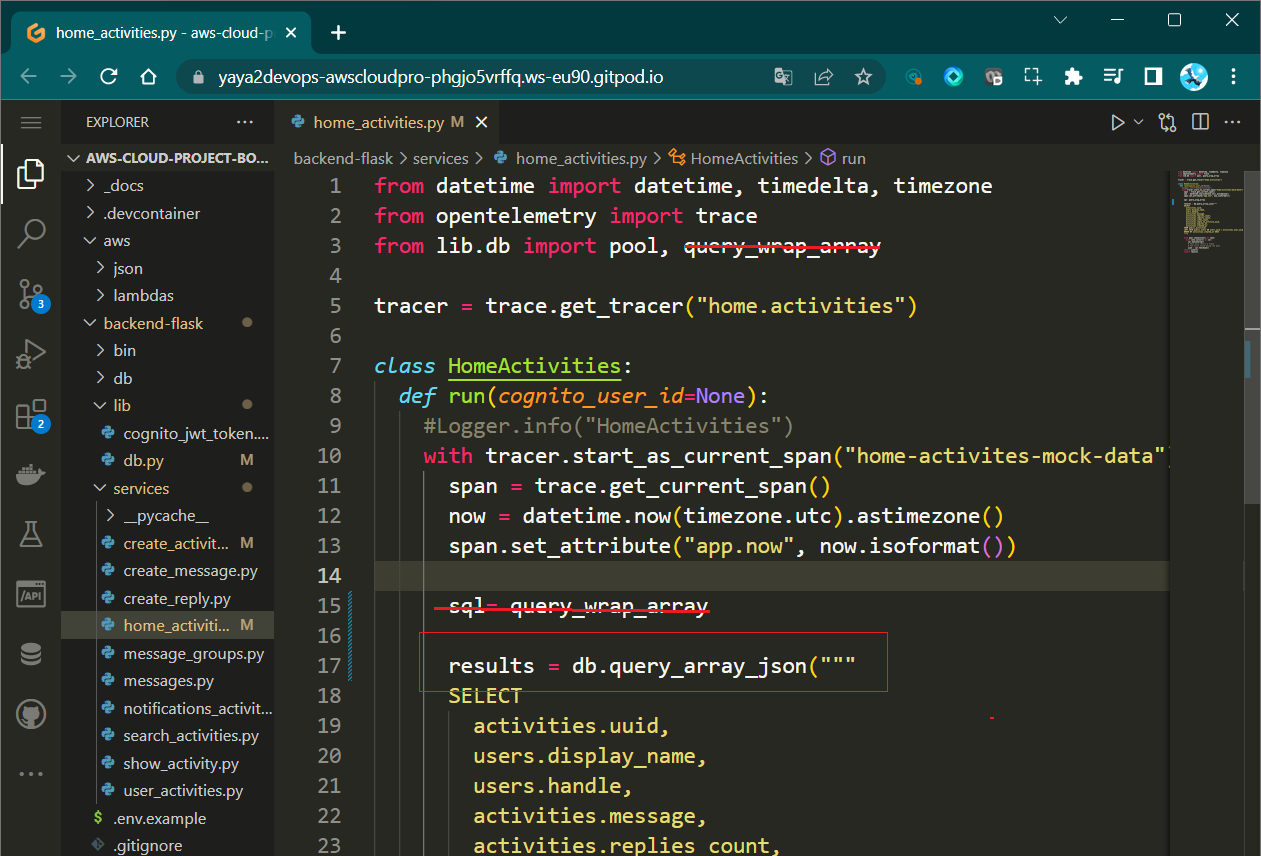 home_activities.py - aws-cloud-p
yaya2devops-awscloudpro-phgjo5vrffq.ws-eu90.gitpod.io
EXPLORER
home_activities.py M
AWS-CLOUD-PROJECT-BO...
backend-flask > services > home_activities.py > HomeActivities > run
_docs
.devcontainer
aws
json
lambdas
backend-flask
bin
db
lib
cognito_jwt_token....
db.py M
services
__pycache__
create_activit... M
create_message.py
create_reply.py
home_activiti... M
message_groups.py
messages.py
notifications_activit...
search_activities.py
show_activity.py
user_activities.py
$ .env.example
.gitignore
3
2
/API
1 from datetime import datetime, timedelta, timezone
2 from opentelemetry import trace
3 from lib.db import pool, query_wrap_array
4
5 tracer = trace.get_tracer("home.activities")
6
7 class HomeActivities:
8 def run(cognito_user_id=None):
9 #Logger.info("HomeActivities")
10 with tracer.start_as_current_span("home-activites-mock-data")
11 span = trace.get_current_span()
12 now = datetime.now(timezone.utc).astimezone()
13 span.set_attribute("app.now", now.isoformat())
14
15 sql= query_wrap_array
16
17 results = db.query_array_json("""
18 SELECT
19 activities.uuid,
20 users.display_name,
21 users.handle,
22 activities.message,
23 activities.replies_count,